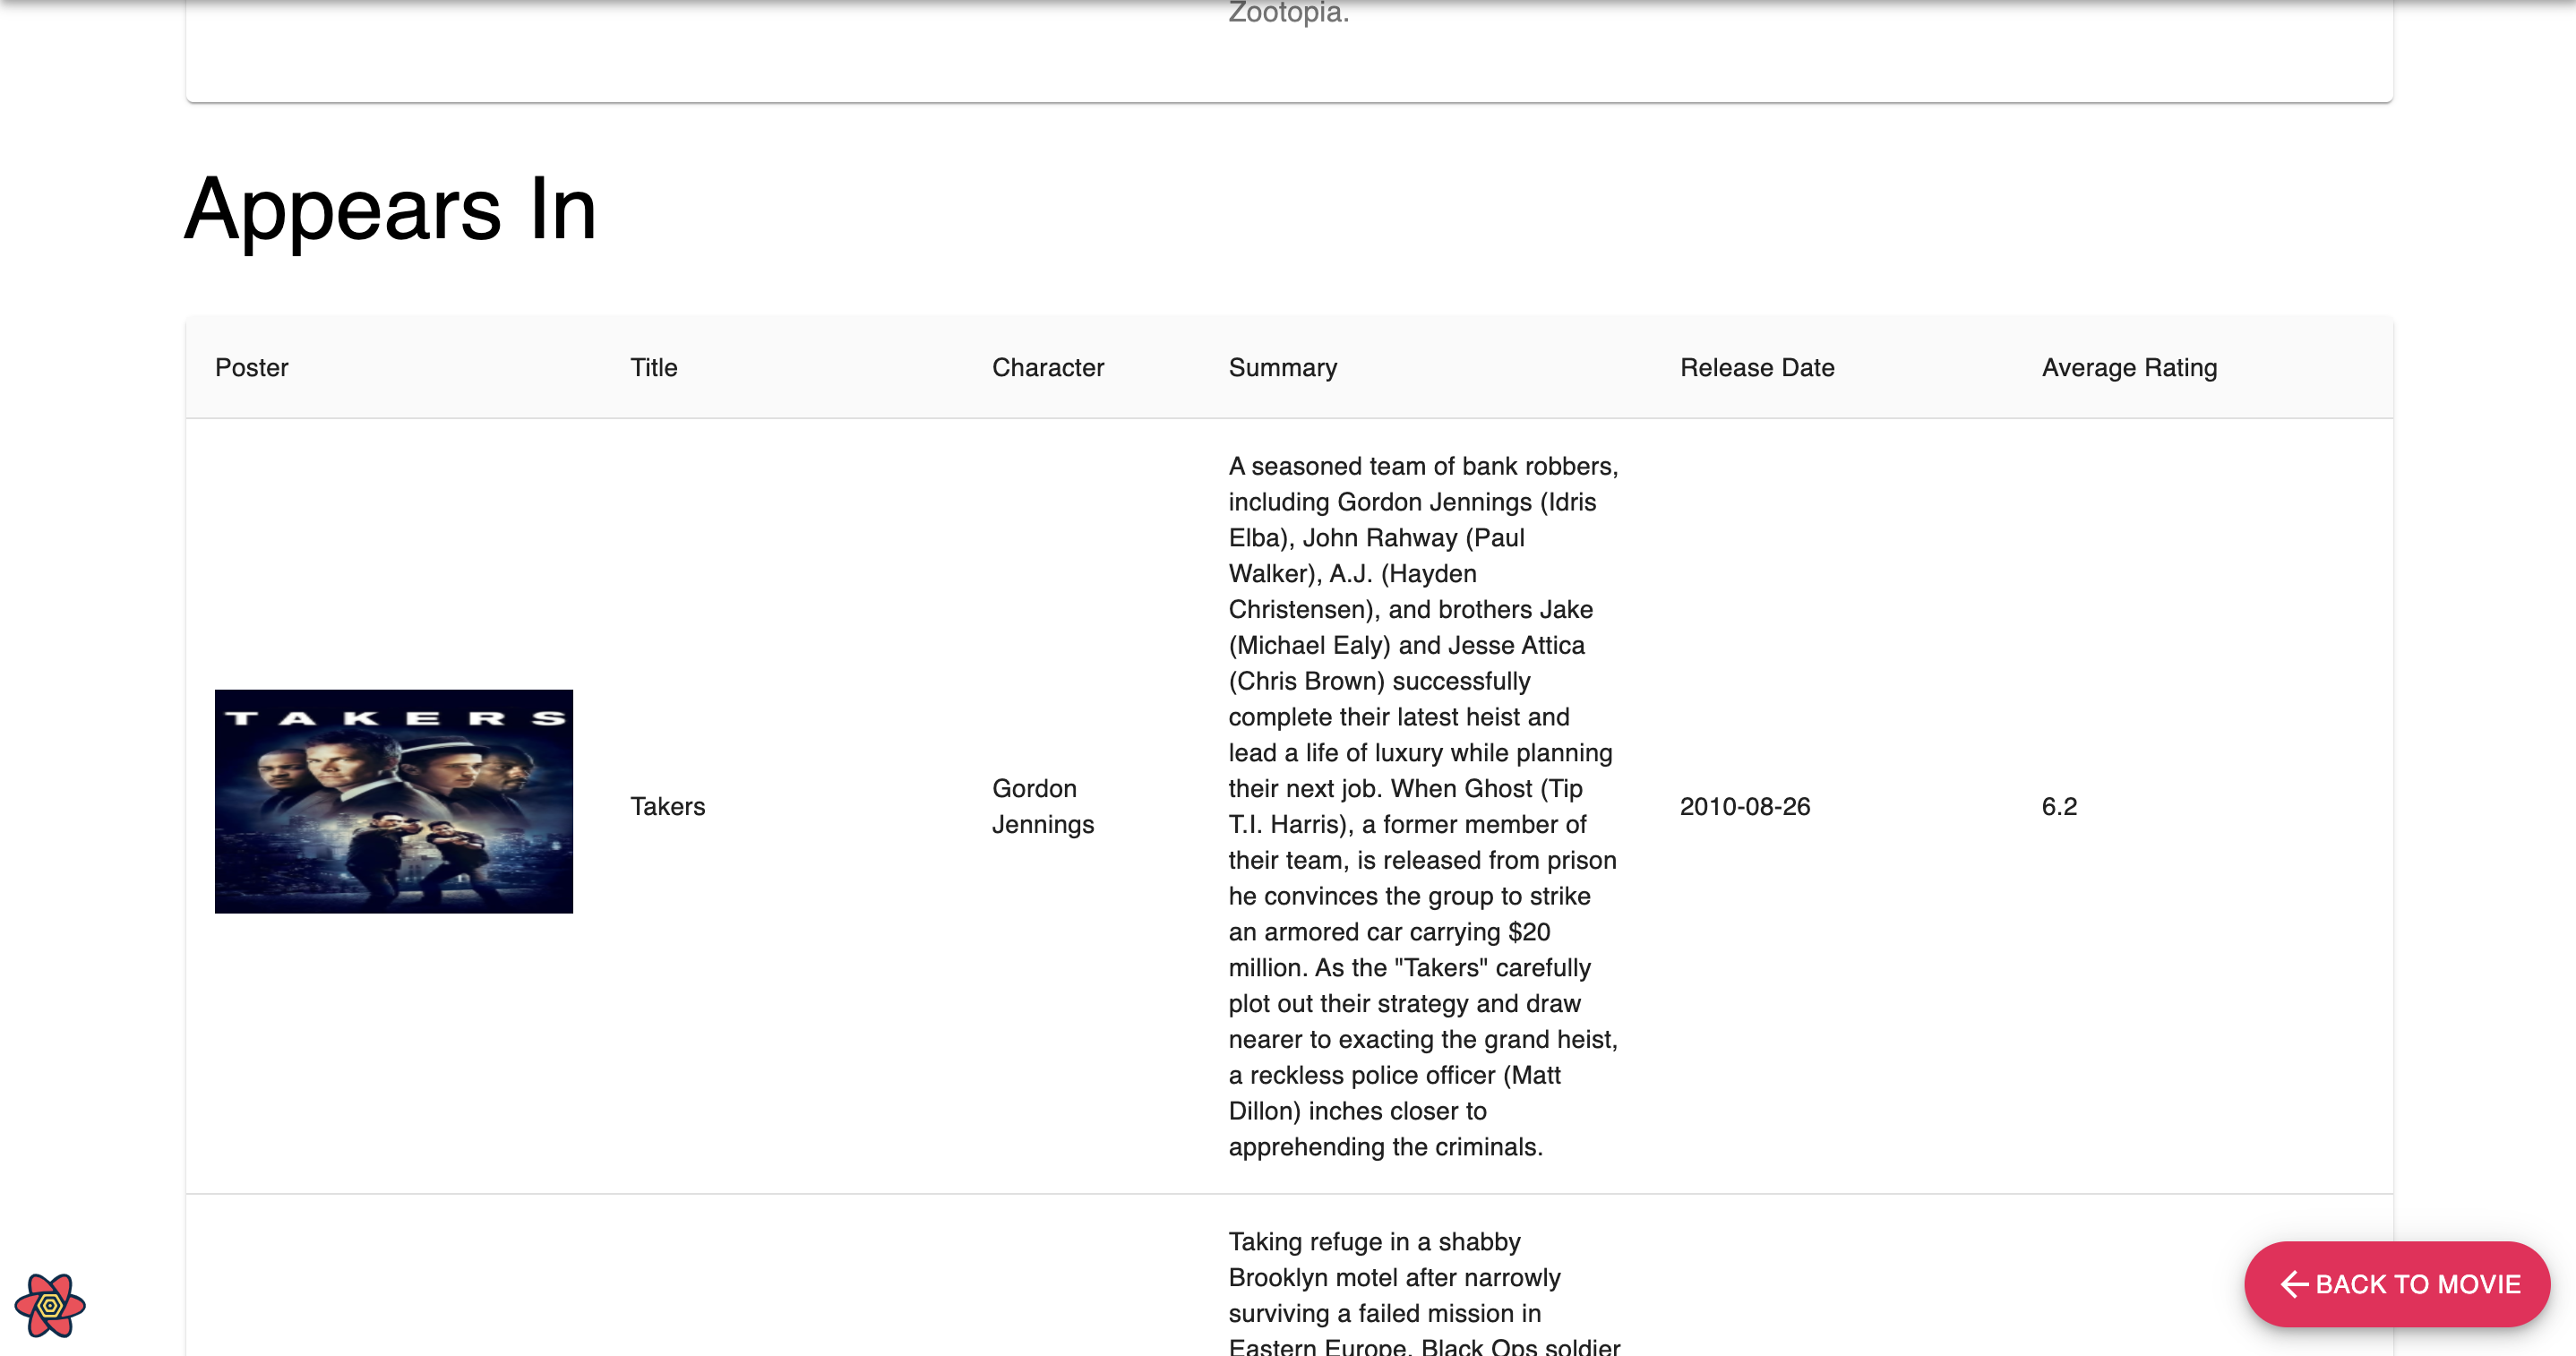 Zootopia.
Appears In
Poster Title Character Summary Release Date Average Rating
TAKERS
Takers
Gordon
Jennings
A seasoned team of bank robbers,
including Gordon Jennings (Idris
Elba), John Rahway (Paul
Walker), A.J. (Hayden
Christensen), and brothers Jake
(Michael Ealy) and Jesse Attica
(Chris Brown) successfully
complete their latest heist and
lead a life of luxury while planning
their next job. When Ghost (Tip
T.I. Harris), a former member of
their team, is released from prison
he convinces the group to strike
an armored car carrying $20
million. As the "Takers" carefully
plot out their strategy and draw
nearer to exacting the grand heist,
a reckless police officer (Matt
Dillon) inches closer to
apprehending the criminals.
2010-08-26
6.2
Taking refuge in a shabby
Brooklyn motel after narrowly
surviving a failed mission in
Eastern Europe, Black Ops soldier
BACK TO MOVIE